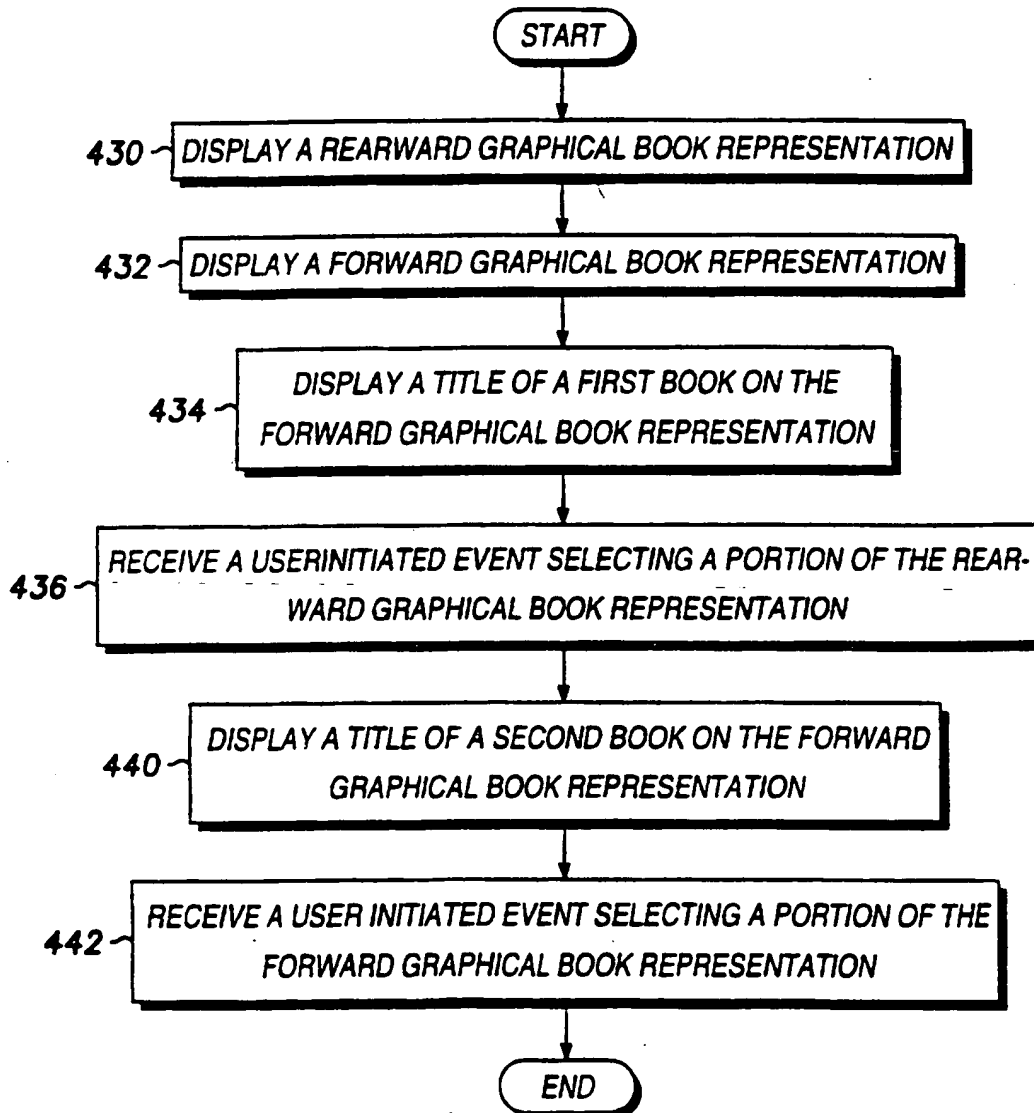 START
430 DISPLAY A REARWARD GRAPHICAL BOOK REPRESENTATION
432 DISPLAY A FORWARD GRAPHICAL BOOK REPRESENTATION
DISPLAY A TITLE OF A FIRST BOOK ON THE
434
FORWARD GRAPHICAL BOOK REPRESENTATION
RECEIVE A USERINITIATED EVENT SELECTING A PORTION OF THE REAR-
436
WARD GRAPHICAL BOOK REPRESENTATION
DISPLAY A TITLE OF A SECOND BOOK ON THE FORWARD
440
GRAPHICAL BOOK REPRESENTATION
RECEIVE A USER INITIATED EVENT SELECTING A PORTION OF THE
442
FORWARD GRAPHICAL BOOK REPRESENTATION
END